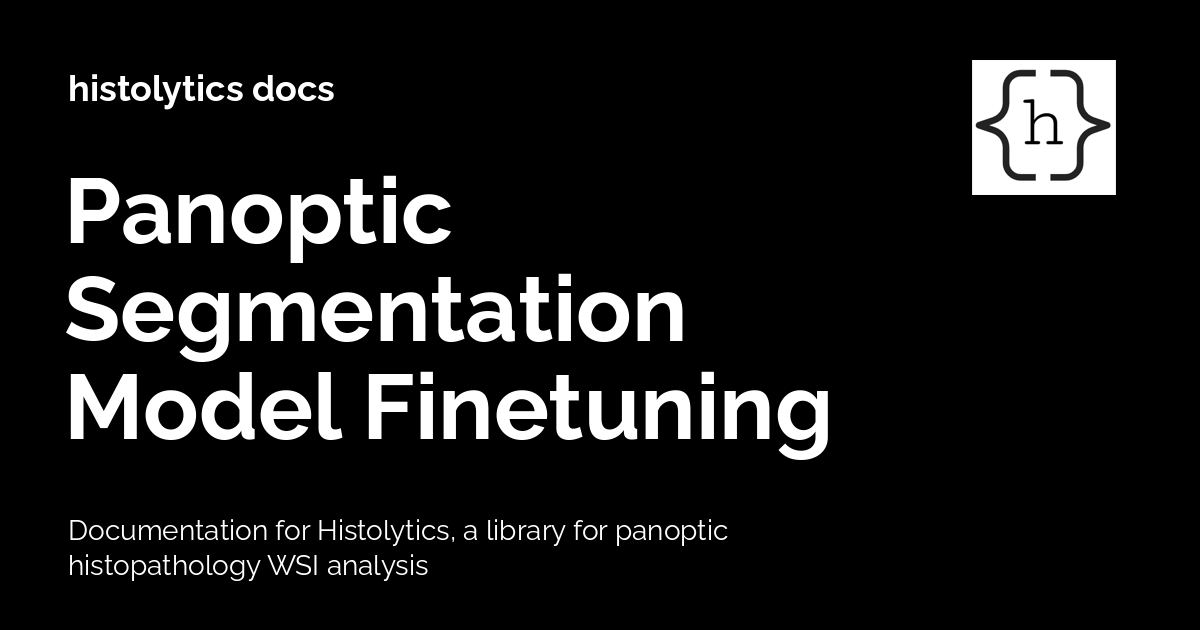 histolytics docs
{h}
Panoptic
Segmentation
Model Finetuning
Documentation for Histolytics, a library for panoptic
histopathology WSI analysis